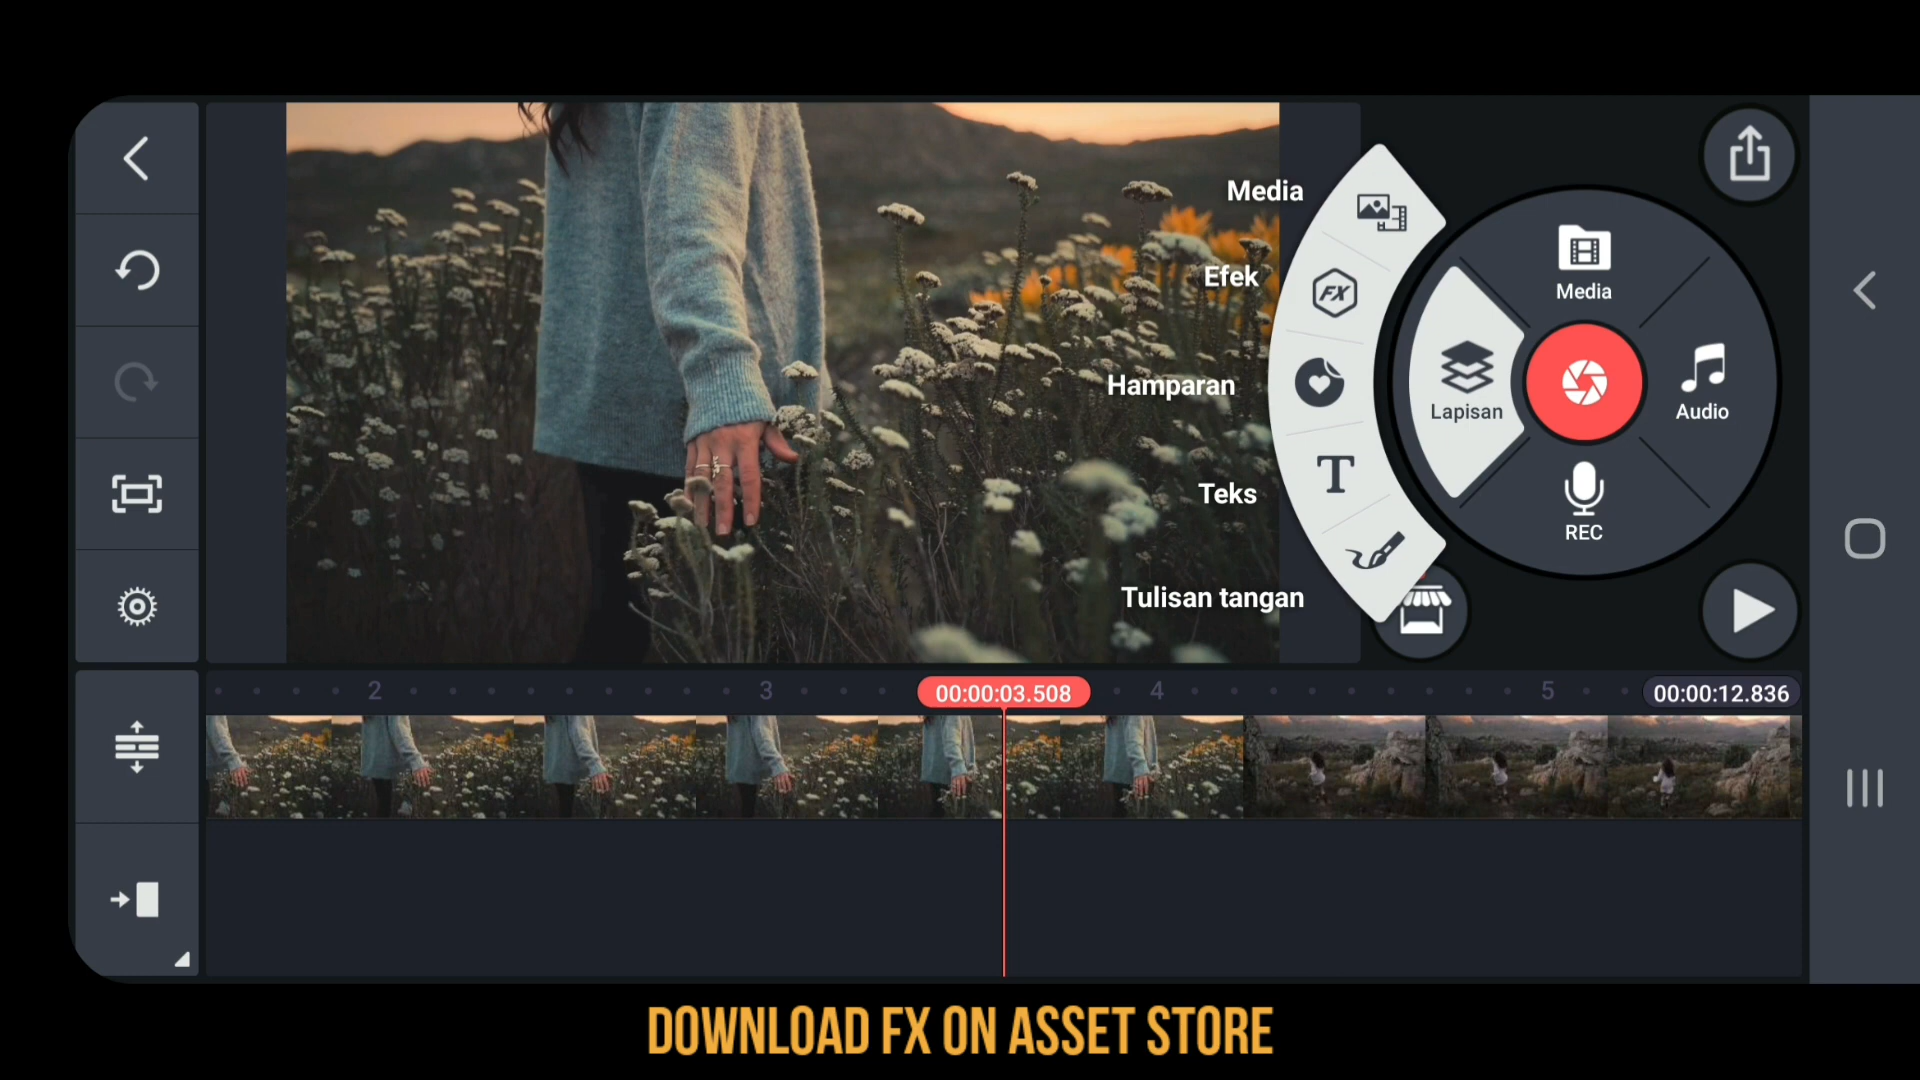 Media
Efek
Hamparan
Teks
Tulisan tangan
FX
T
Media
Lapisan
Audio
REC
2
3
00:00:03.508
4
5
00:00:12.836
DOWNLOAD FX ON ASSET STORE